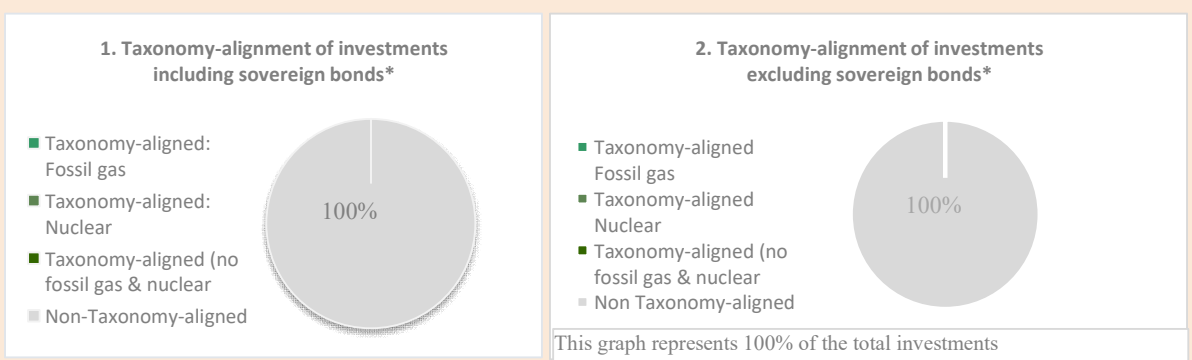 1. Taxonomy-alignment of investments
including sovereign bonds*
Taxonomy-aligned:
Fossil gas
Taxonomy-aligned:
Nuclear
Taxonomy-aligned (no
fossil gas & nuclear
Non-Taxonomy-aligned
100%
2. Taxonomy-alignment of investments
excluding sovereign bonds*
Taxonomy-aligned
Fossil gas
Taxonomy-aligned
Nuclear
Taxonomy-aligned (no
fossil gas & nuclear
Non Taxonomy-aligned
100%
This graph represents 100% of the total investments